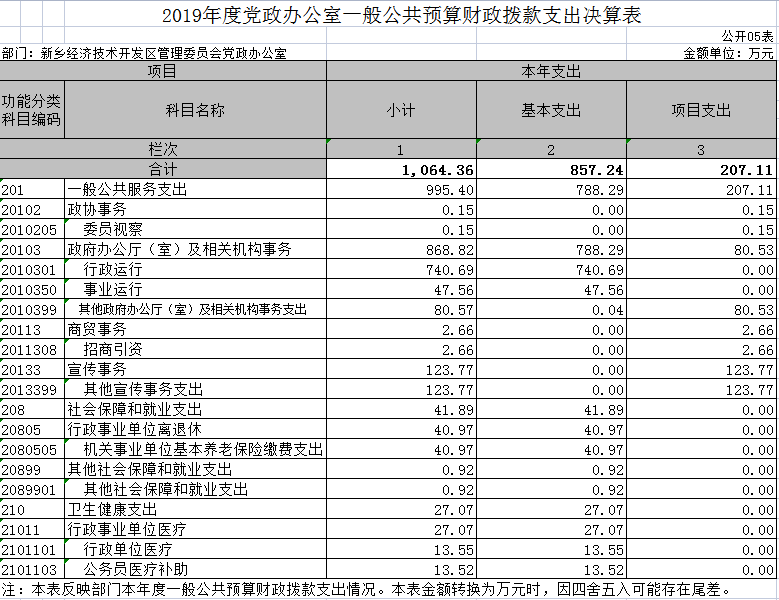 2019年度党政办公室一般公共预算财政拨款支出决算表
公开05表
部门：新乡经济技术开发区管理委员会党政办公室 金额单位：万元
项目 本年支出
功能分类科目编码 科目名称 小计 基本支出 项目支出
栏次 1 2 3
合计 1,064.36 857.24 207.11
201 一般公共服务支出 995.40 788.29 207.11
20102 政协事务 0.15 0.00 0.15
2010205 委员视察 0.15 0.00 0.15
20103 政府办公厅（室）及相关机构事务 868.82 788.29 80.53
2010301 行政运行 740.69 740.69 0.00
2010350 事业运行 47.56 47.56 0.00
2010399 其他政府办公厅（室）及相关机构事务支出 80.57 0.04 80.53
20113 商贸事务 2.66 0.00 2.66
2011308 招商引资 2.66 0.00 2.66
20133 宣传事务 123.77 0.00 123.77
2013399 其他宣传事务支出 123.77 0.00 123.77
208 社会保障和就业支出 41.89 41.89 0.00
20805 行政事业单位离退休 40.97 40.97 0.00
2080505 机关事业单位基本养老保险缴费支出 40.97 40.97 0.00
20899 其他社会保障和就业支出 0.92 0.92 0.00
2089901 其他社会保障和就业支出 0.92 0.92 0.00
210 卫生健康支出 27.07 27.07 0.00
21011 行政事业单位医疗 27.07 27.07 0.00
2101101 行政单位医疗 13.55 13.55 0.00
2101103 公务员医疗补助 13.52 13.52 0.00
注：本表反映部门本年度一般公共预算财政拨款支出情况。本表金额转换为万元时，因四舍五入可能存在尾差。